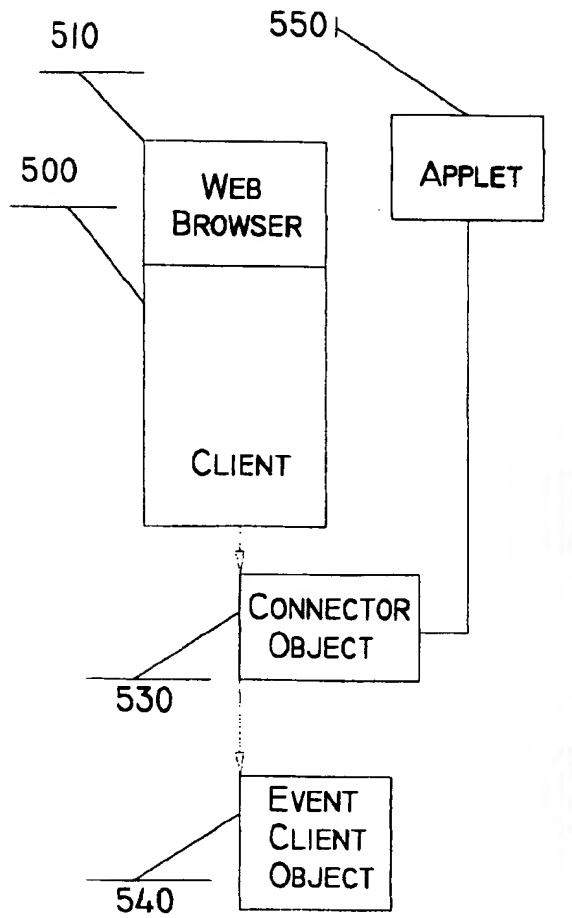 510
550
500
WEB
BROWSER
APPLET
CLIENT
CONNECTOR
OBJECT
530
EVENT
CLIENT
OBJECT
540